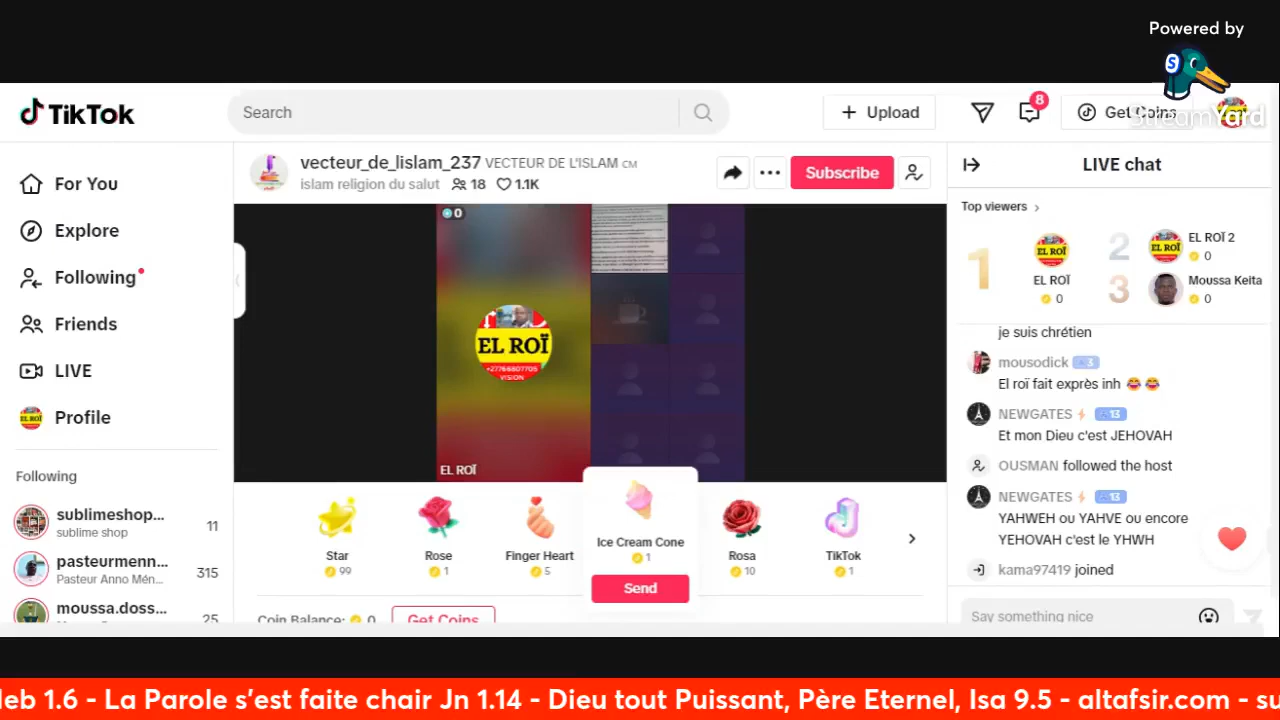 Powered by
StreamYard
TikTok
Search
Upload
8
Get Coins
For You
Explore
Following
Friends
LIVE
Profile
Following
sublimeshop...
sublime shop
11
pasteurmenn...
Pasteur Anno Mén...
315
moussa.doss...
25
vecteur_de_lislam_237 VECTEUR DE L'ISLAM CM
islam religion du salut 18 1.1K
Subscribe
0
EL ROÏ
+27766807705
VISION
EL ROÏ
Star
99
Rose
1
Finger Heart
5
Ice Cream Cone
1
Send
Rosa
10
TikTok
1
Coin Balance: 0
Get Coins
LIVE chat
Top viewers
1
EL ROÏ
0
2
EL ROÏ 2
0
3
Moussa Keita
0
je suis chrétien
mousodick 3
El roï fait exprès inh 😂 😂
NEWGATES 13
Et mon Dieu c'est JEHOVAH
OUSMAN followed the host
NEWGATES 13
YAHWEH ou YAHVE ou encore
YEHOVAH c'est le YHWH
kama97419 joined
Say something nice
1.6 - La Parole s'est faite chair Jn 1.14 - Dieu tout Puissant, Père Eternel, Isa 9.5 - altafsir.com -